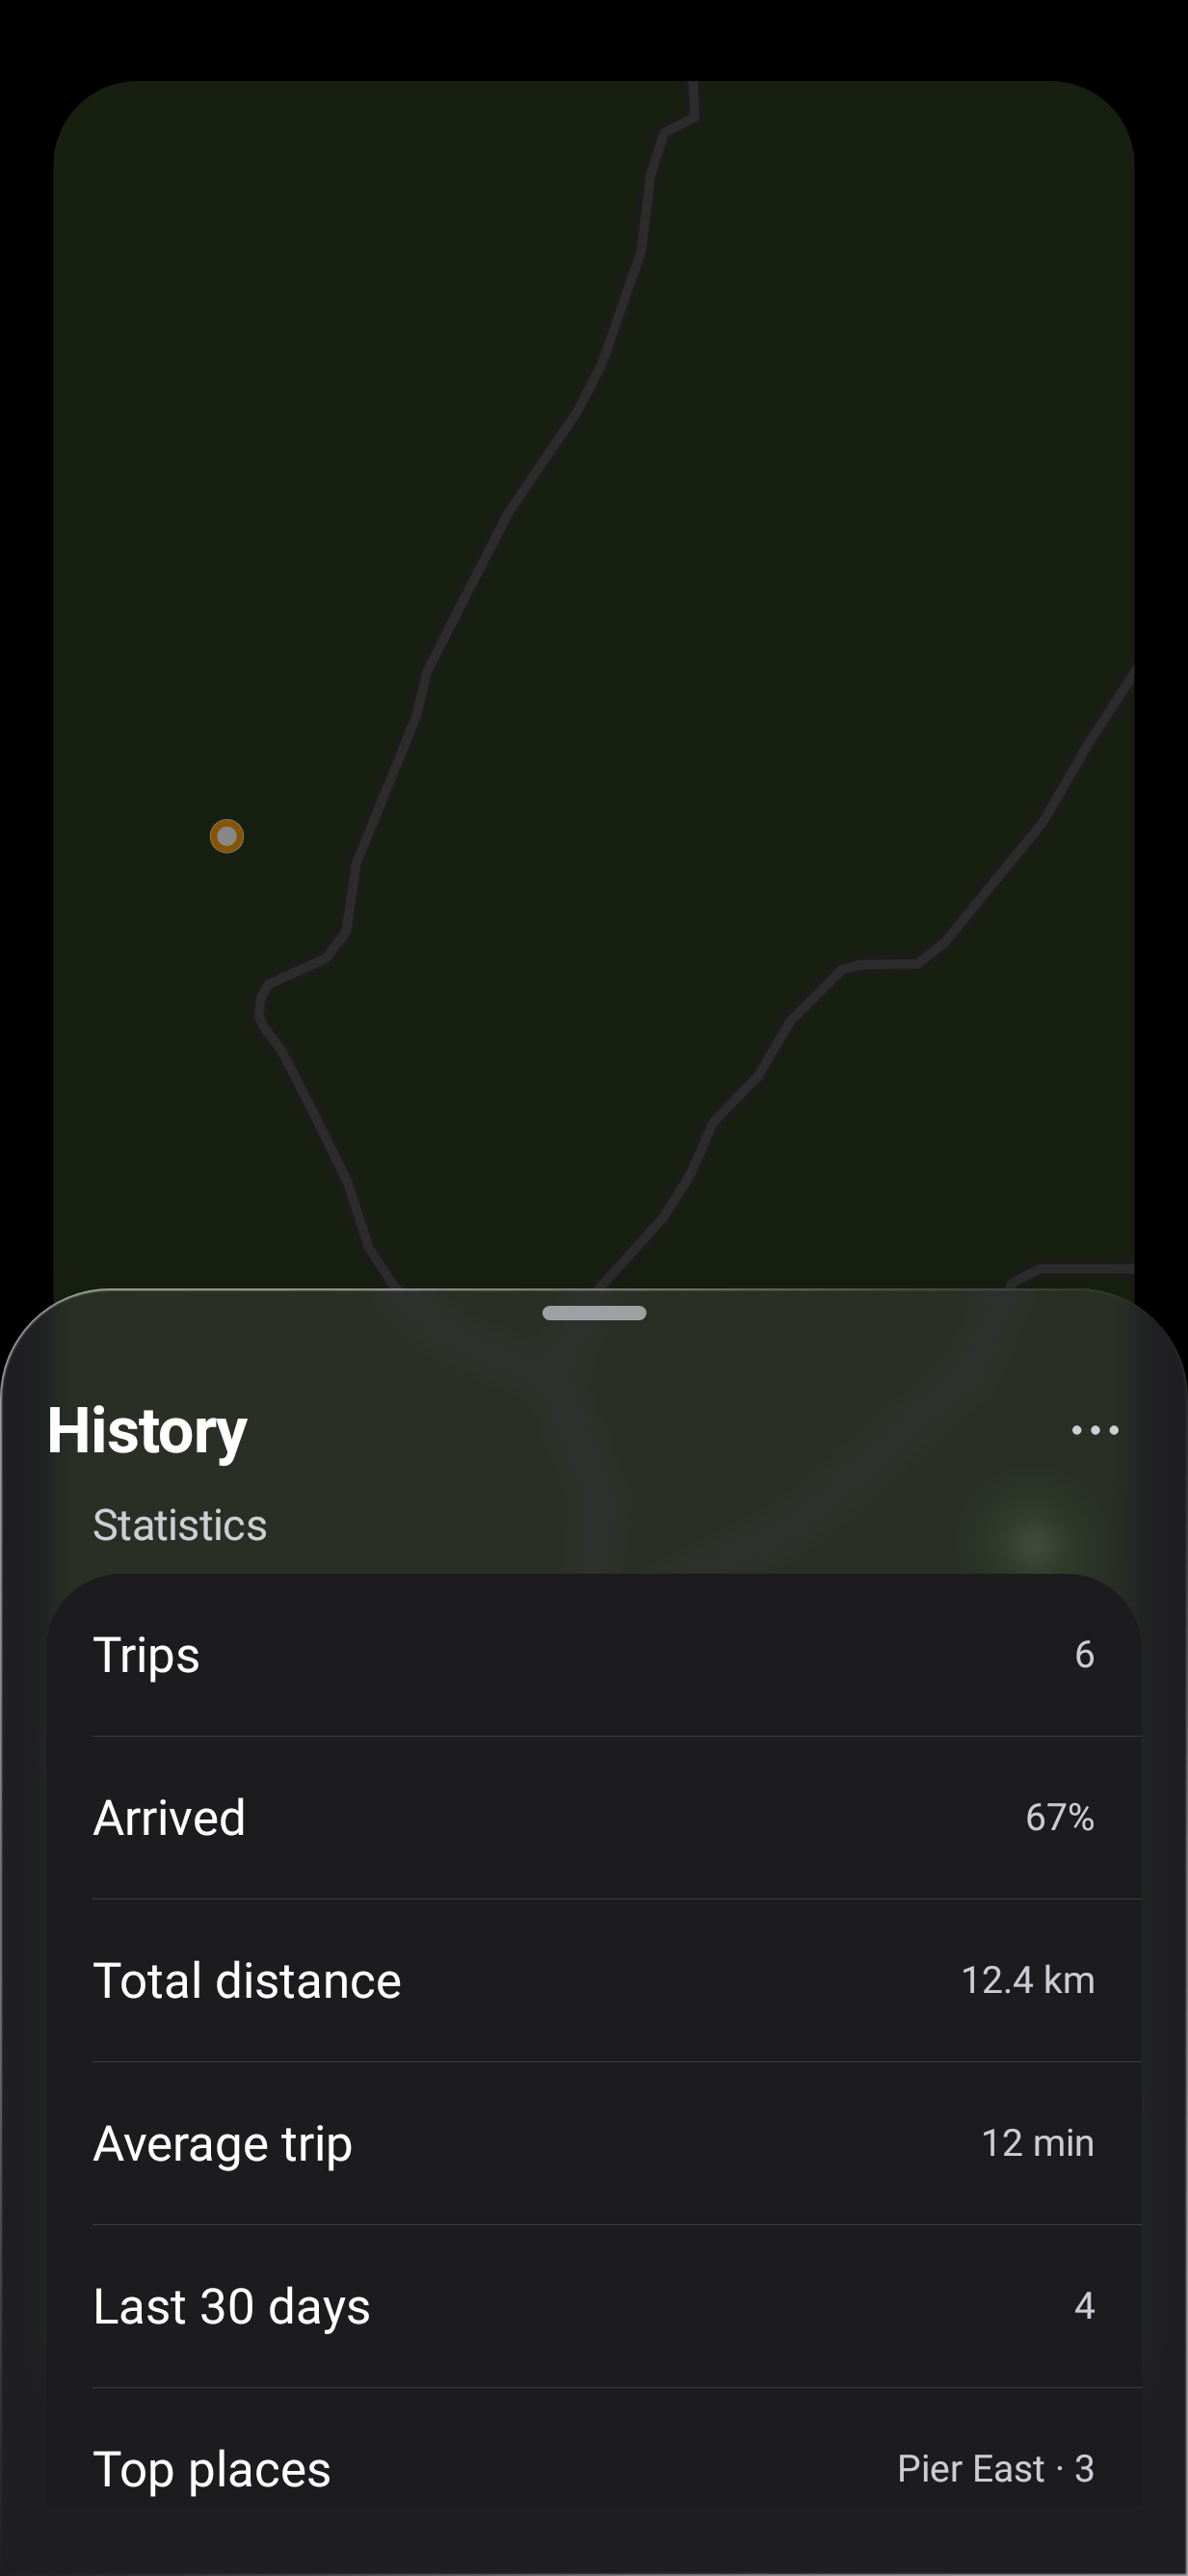 History
Statistics
Trips 6
Arrived 67%
Total distance 12.4 km
Average trip 12 min
Last 30 days 4
Top places Pier East · 3